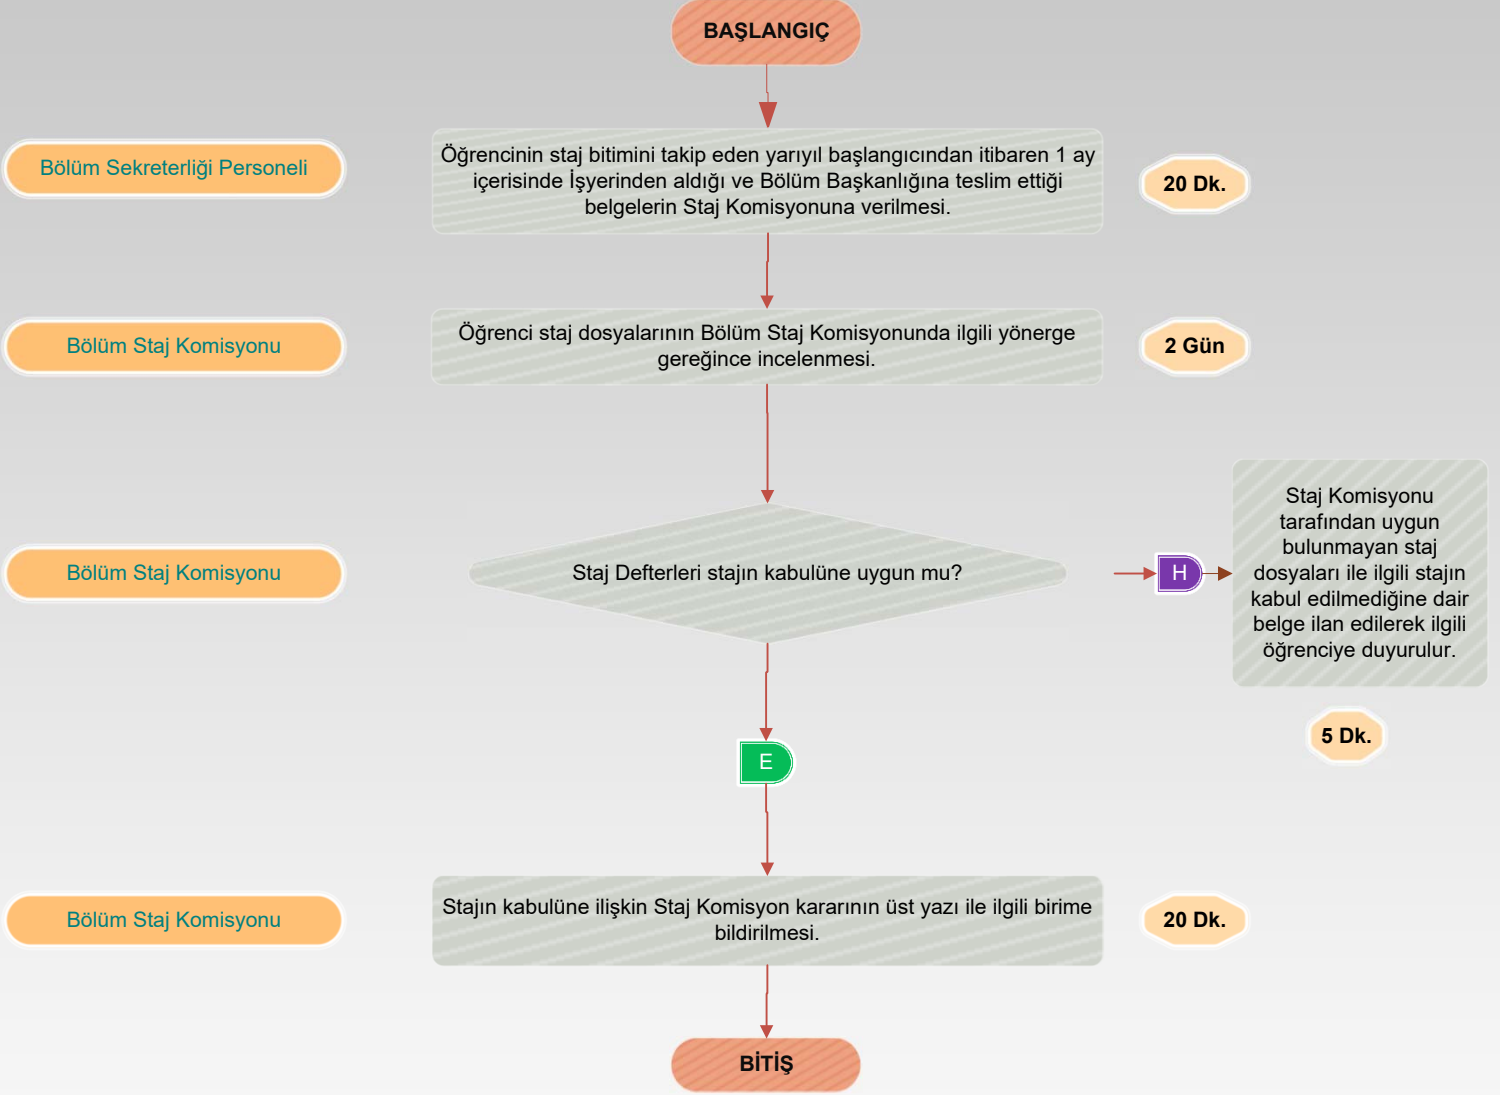 BAŞLANGIÇ
Bölüm Sekreterliği Personeli
Öğrencinin staj bitimini takip eden yarıyıl başlangıcından itibaren 1 ay
içerisinde İşyerinden aldığı ve Bölüm Başkanlığına teslim ettiği
belgelerin Staj Komisyonuna verilmesi.
20 Dk.
Bölüm Staj Komisyonu
Öğrenci staj dosyalarının Bölüm Staj Komisyonunda ilgili yönerge
gereğince incelenmesi.
2 Gün
Bölüm Staj Komisyonu
Staj Defterleri stajın kabulüne uygun mu?
H
Staj Komisyonu
tarafından uygun
bulunmayan staj
dosyaları ile ilgili stajın
kabul edilmediğine dair
belge ilan edilerek ilgili
öğrenciye duyurulur.
5 Dk.
E
Bölüm Staj Komisyonu
Stajın kabulüne ilişkin Staj Komisyon kararının üst yazı ile ilgili birime
bildirilmesi.
20 Dk.
BİTİŞ